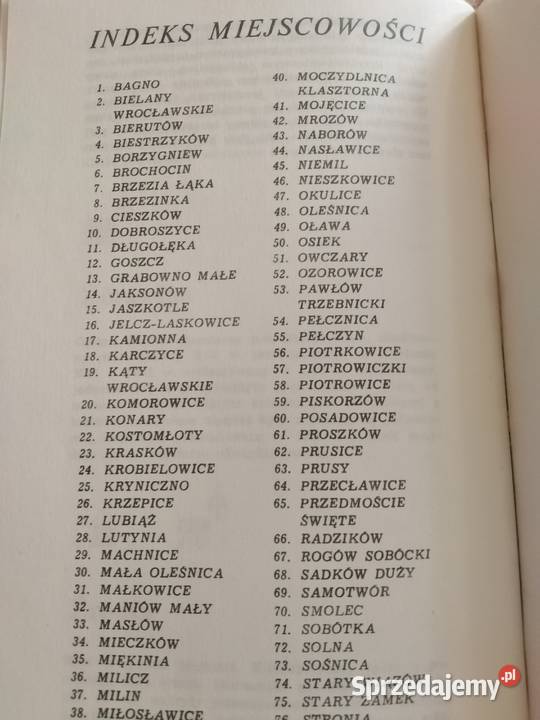 INDEKS MIEJSCOWOŚCI
1. BAGNO
2. BIELANY
WROCŁAWSKIE
3. BIERUTÓW
4. BIESTRZYKÓW
5. BORZYGNIEW
6. BROCHOCIN
7. BRZEZIA ŁĄKA
8. BRZEZINKA
9. CIESZKÓW
10. DOBROSZYCE
11. DŁUGOŁĘKA
12. GOSZCZ
13. GRABOWNO MAŁE
14. JAKSONÓW
15. JASZKOTLE
16. JELCZ-LASKOWICE
17. KAMIONNA
18. KARCZYCE
19. KĄTY
WROCŁAWSKIE
20. KOMOROWICE
21. KONARY
22. KOSTOMŁOTY
23. KRASKÓW
24. KROBIELOWICE
25. KRYNICZNO
26. KRZEPICE
27. LUBIĄŻ
28. LUTYNIA
29. MACHNICE
30. MAŁA OLEŚNICA
31. MAŁKOWICE
32. MANIÓW MAŁY
33. MASŁÓW
34. MIECZKÓW
35. MIĘKINIA
36. MILICZ
37. MILIN
38. MIŁOSŁAWICE
40. MOCZYDLNICA
KLASZTORNA
41. MOJĘCICE
42. MROZÓW
43. NABORÓW
44. NASŁAWICE
45. NIEMIL
46. NIESZKOWICE
47. OKULICE
48. OLEŚNICA
49. OŁAWA
50. OSIEK
51. OWCZARY
52. OZOROWICE
53. PAWŁÓW
TRZEBNICKI
54. PEŁCZNICA
55. PEŁCZYN
56. PIOTRKOWICE
57. PIOTROWICZKI
58. PIOTROWICE
59. PISKORZÓW
60. POSADOWICE
61. PROSZKÓW
62. PRUSICE
63. PRUSY
64. PRZECŁAWICE
65. PRZEDMOŚCIE
ŚWIĘTE
66. RADZIKÓW
67. ROGÓW SOBÓCKI
68. SADKÓW DUŻY
69. SAMOTWÓR
70. SMOLEC
71. SOBÓTKA
72. SOLNA
73. SOŚNICA
74. STARY
75. STARY ZAMEK
76. STRONIA
Sprzedajemy.pl